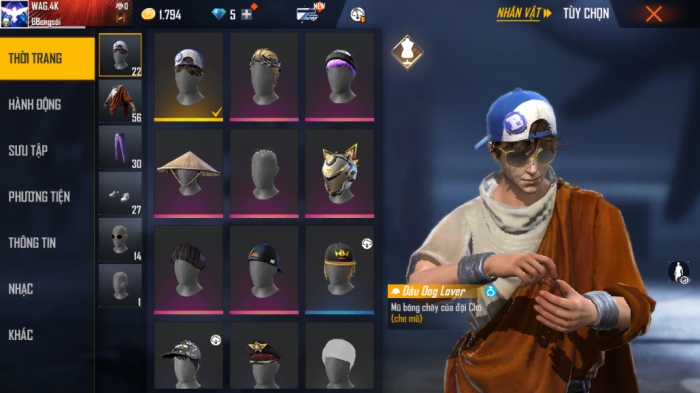 WAG.4K
GBongsói
0
1.794
5
NEW
NHÂN VẬT
TÙY CHỌN
THỜI TRANG
HÀNH ĐỘNG
SƯU TẬP
PHƯƠNG TIỆN
THÔNG TIN
NHẠC
KHÁC
22
56
30
27
14
1
Đầu Dog Lover
Mũ bóng chày của đội Chó
(che mũ)